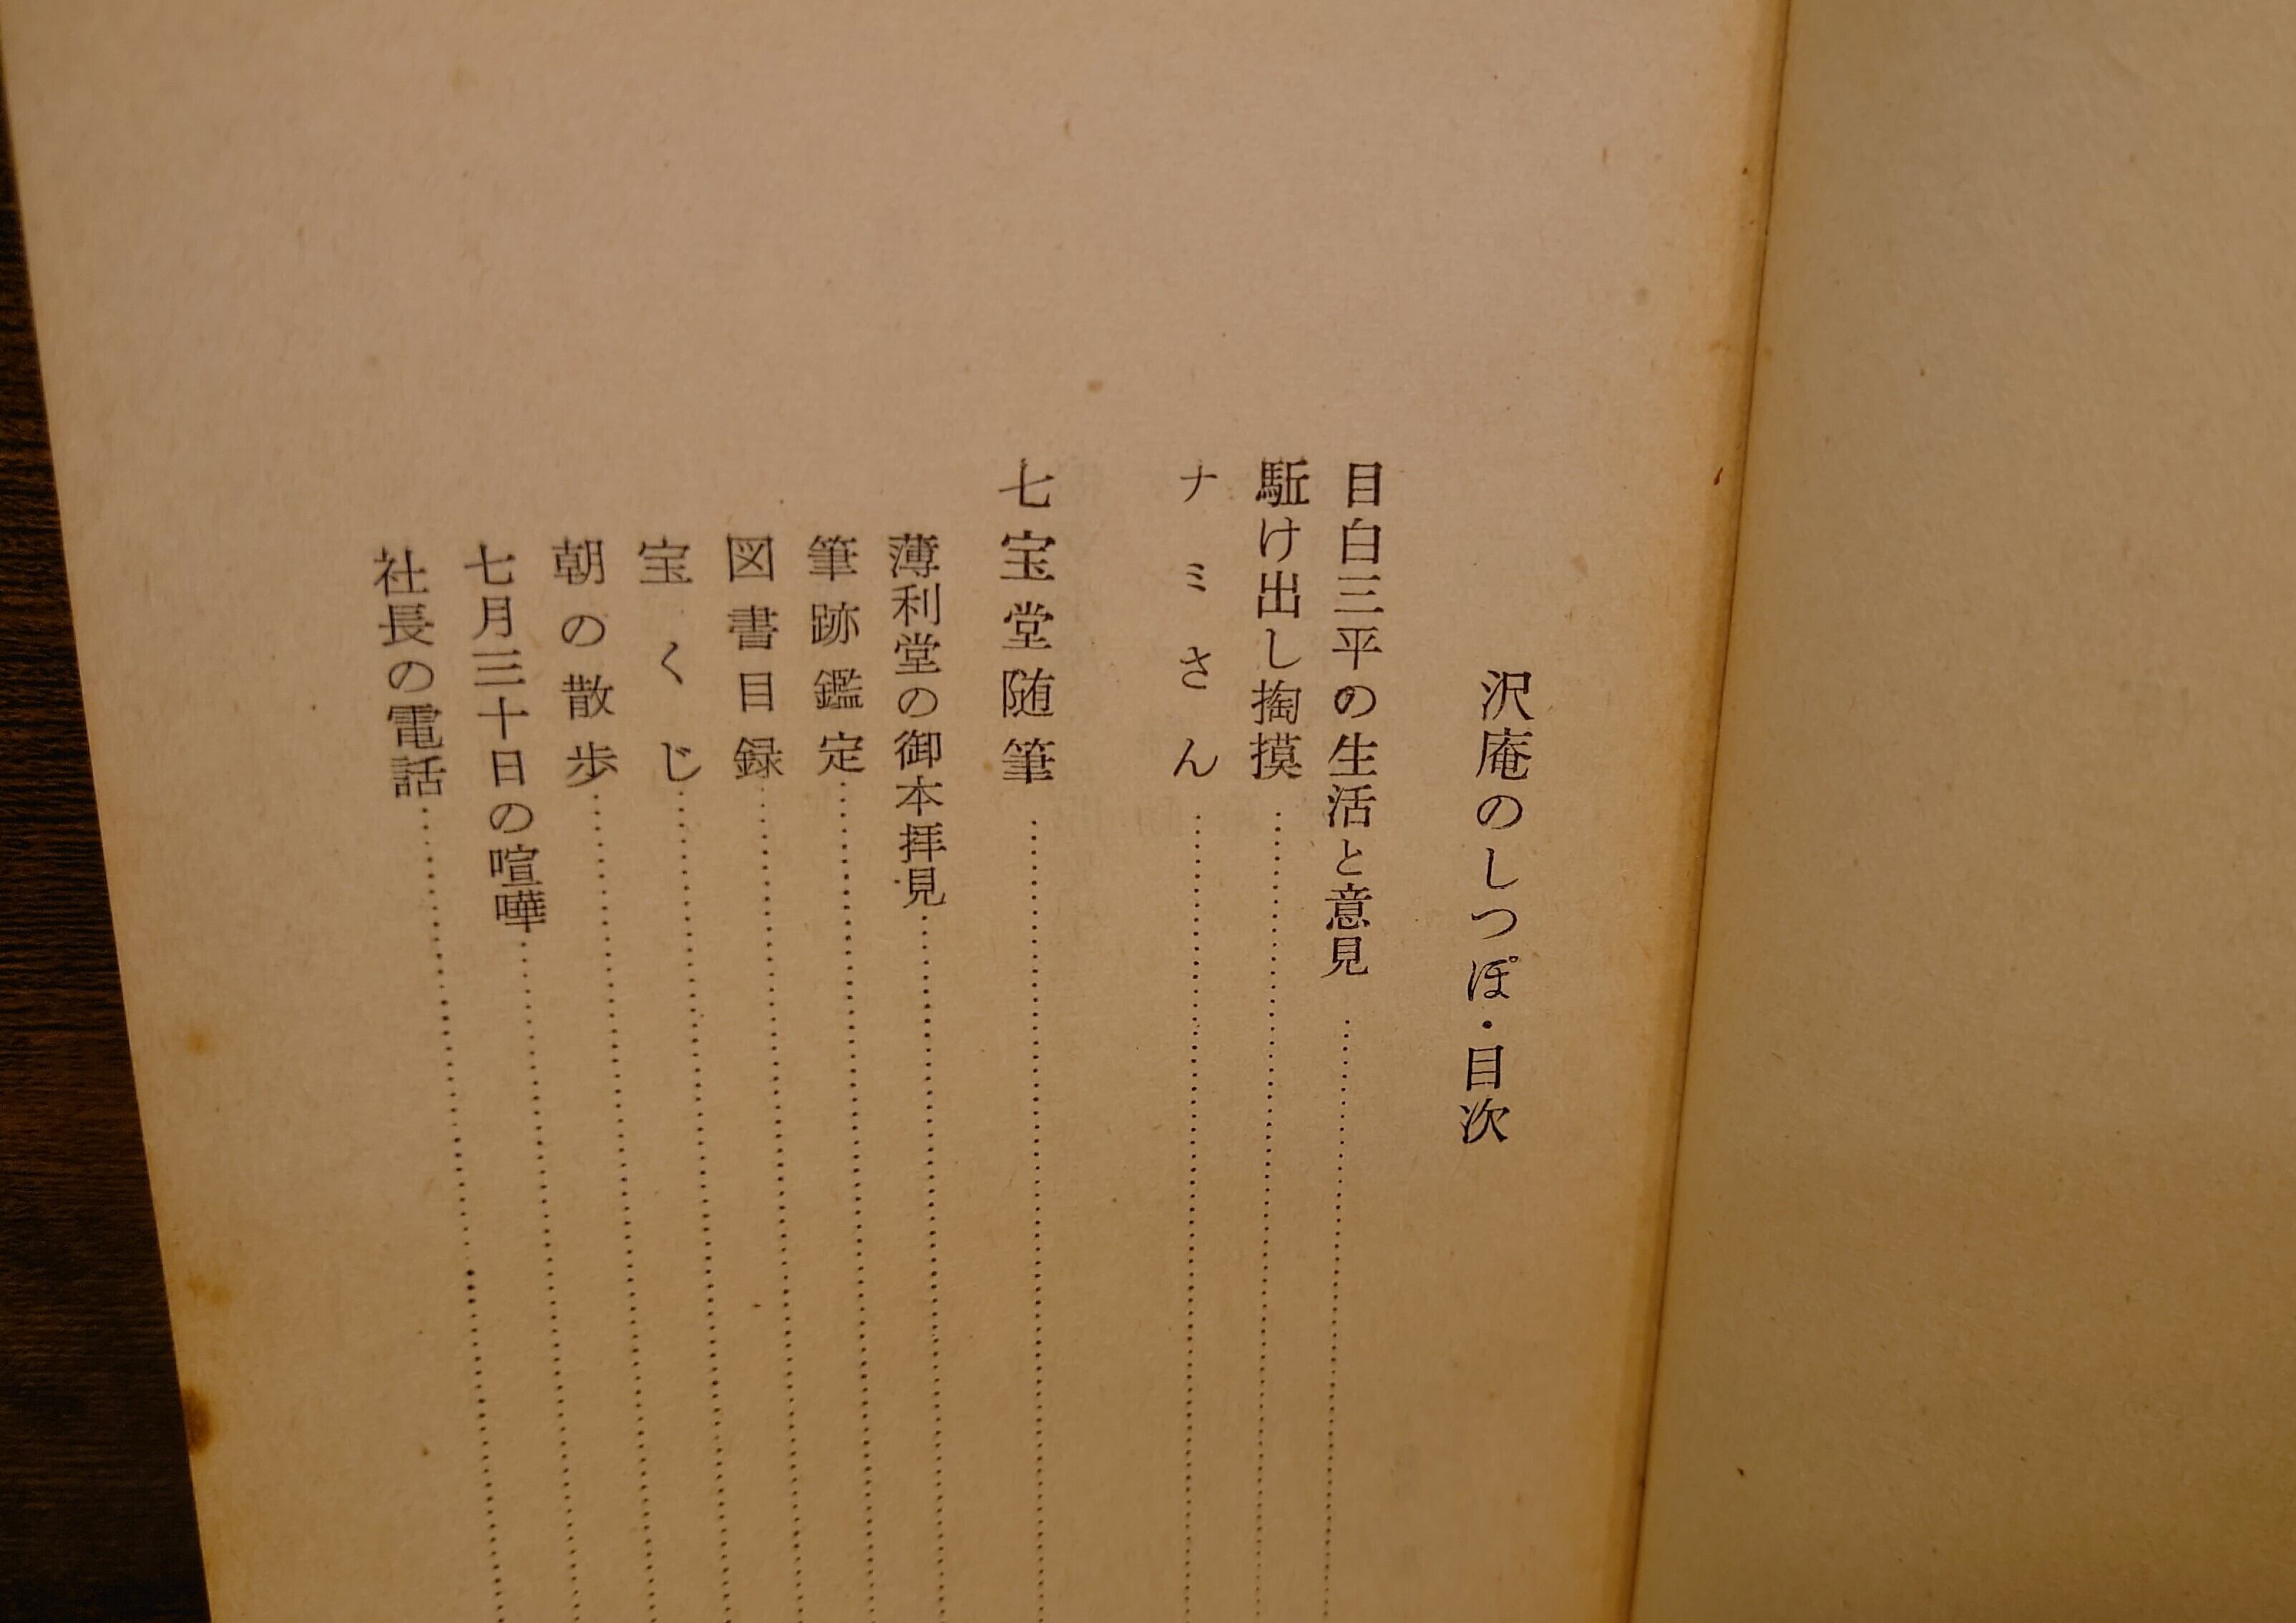 沢庵のしつぽ・目次
目白三平の生活と意見
駈け出し掏摸
ナミさん
七宝堂随筆
薄利堂の御本拝見
筆跡鑑定
図書目録
宝くじ
朝の散歩
七月三十日の喧嘩
社長の電話